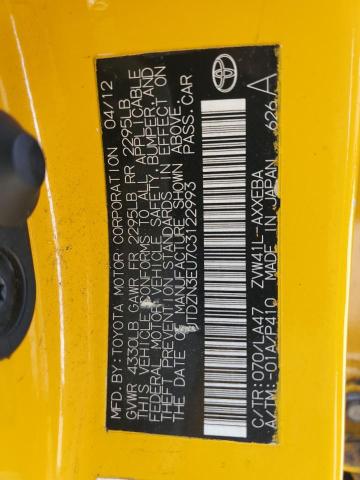 MFD.BY:TOYOTA MOTOR CORPORATION 04/12
GVWR 4330LB GAWR FR 2295LB RR 2295LB
THIS VEHICLE CONFORMS TO ALL APPLICABLE
FEDERAL MOTOR VEHICLE SAFETY, BUMPER, AND
THEFT PREVENTION STANDARDS IN EFFECT ON
THE DATE OF MANUFACTURE SHOWN ABOVE.
JTDZN3EU7C3122993 PASS.CAR
C/TR:070/LA47 ZVW41L-AXXEBA
A/TM:-01A/P410 MADE IN JAPAN 626 A